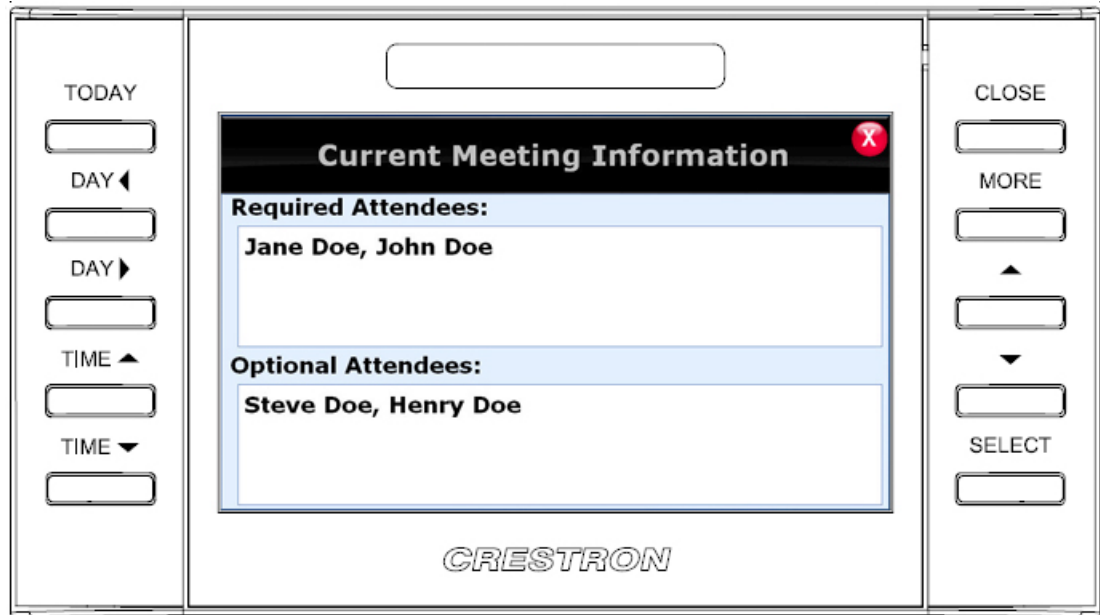 TODAY
DAY ◀
DAY ▶
TIME ▲
TIME ▼
Current Meeting Information
X
Required Attendees:
Jane Doe, John Doe
Optional Attendees:
Steve Doe, Henry Doe
CRESTRON
CLOSE
MORE
▲
▼
SELECT